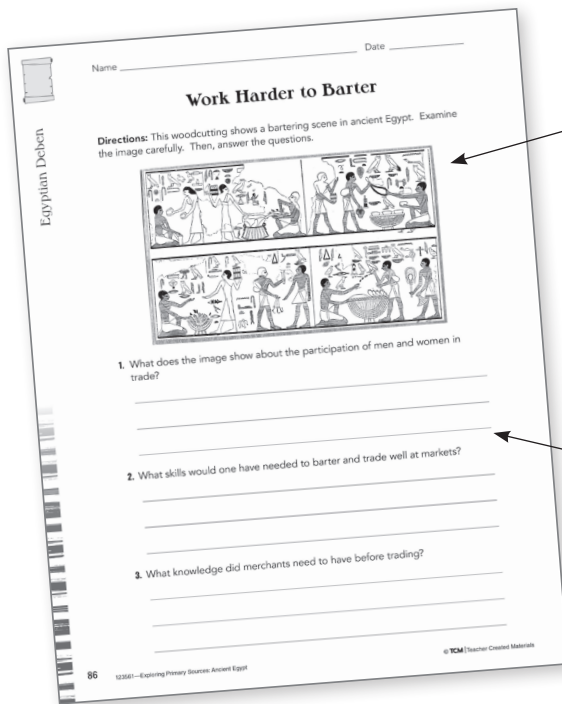 Name Date
Egyptian Deben
Work Harder to Barter
Directions: This woodcutting shows a bartering scene in ancient Egypt. Examine
the image carefully. Then, answer the questions.
1. What does the image show about the participation of men and women in
trade?
2. What skills would one have needed to barter and trade well at markets?
3. What knowledge did merchants need to have before trading?
86 123561—Exploring Primary Sources: Ancient Egypt © TCM | Teacher Created Materials